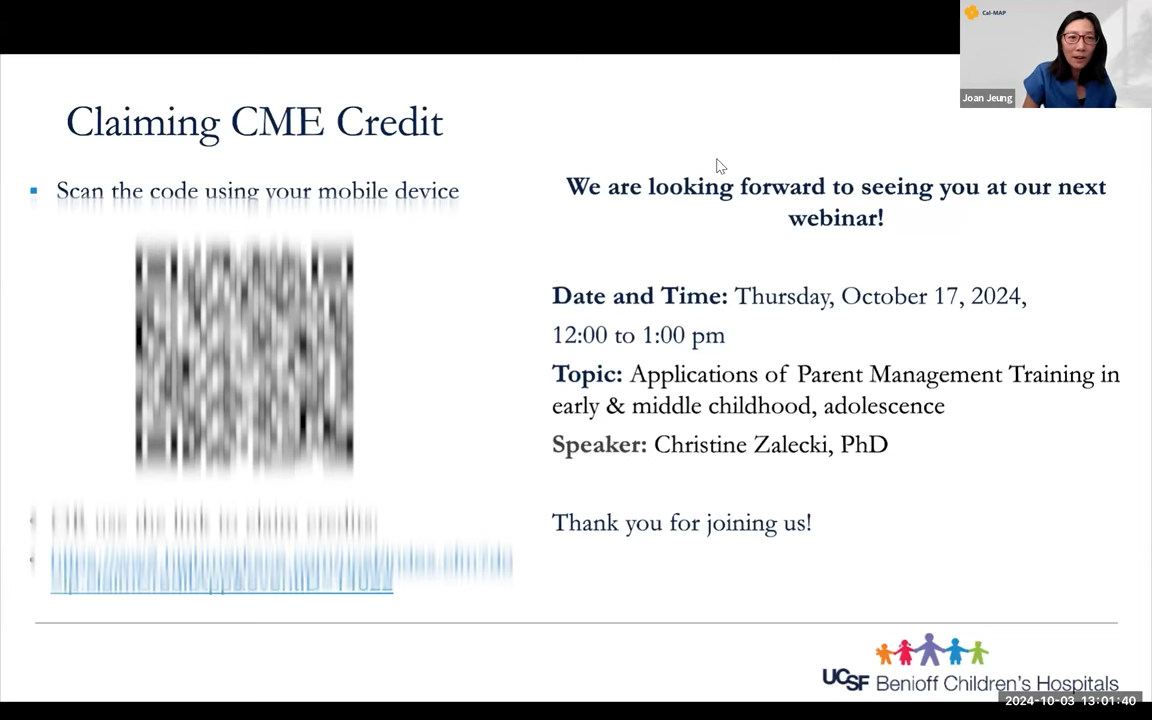 Cal-MAP
Joan Jeung
Claiming CME Credit
▪ Scan the code using your mobile device
We are looking forward to seeing you at our next
webinar!
Date and Time: Thursday, October 17, 2024,
12:00 to 1:00 pm
Topic: Applications of Parent Management Training in
early & middle childhood, adolescence
Speaker: Christine Zalecki, PhD
Thank you for joining us!
UCSF Benioff Children's Hospitals
2024-10-03 13:01:40